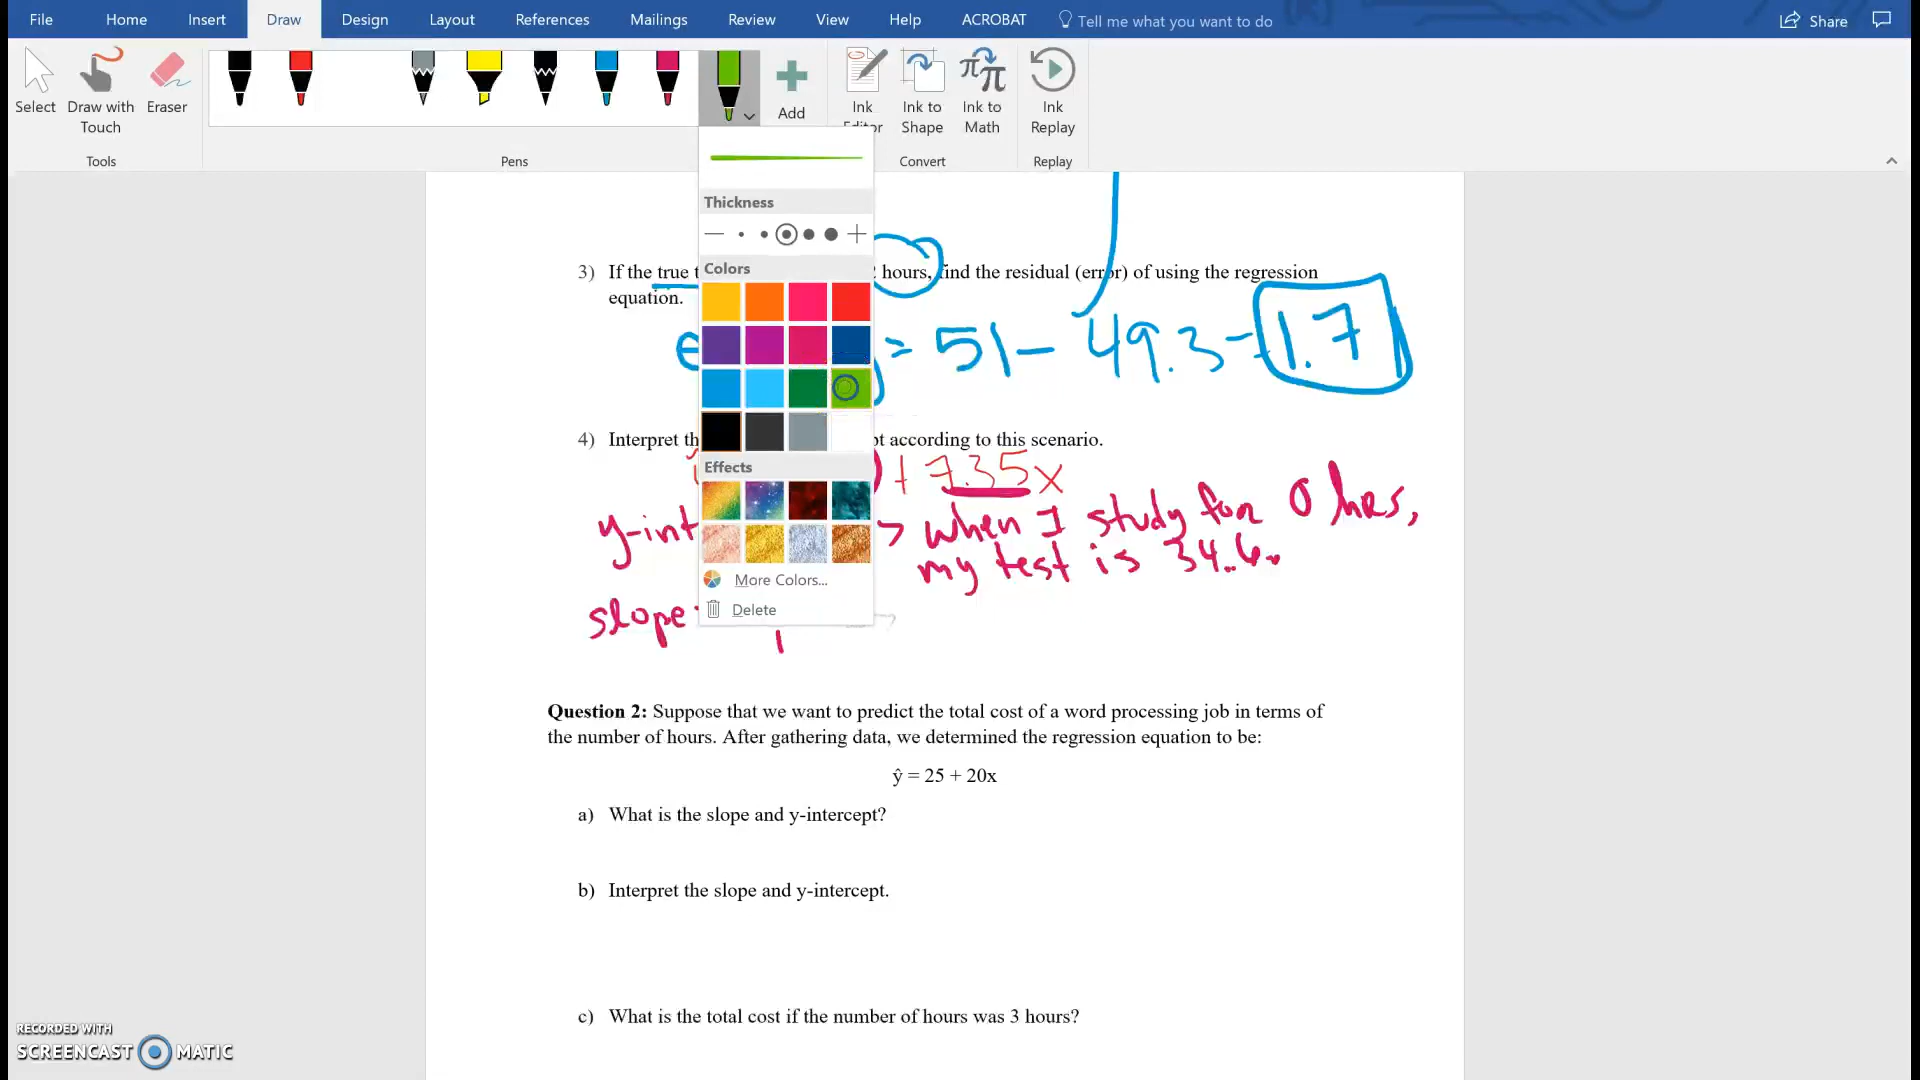 File Home Insert Draw Design Layout References Mailings Review View Help ACROBAT Tell me what you want to do Share
Select
Draw with Touch
Eraser
Add
Ink
Ink to Shape
Ink to Math
Ink Replay
Tools
Pens
Convert
Replay
Thickness
Colors
Effects
More Colors...
Delete
3) If the true hours, find the residual (error) of using the regression
equation.
= 51 - 49.3 = 1.7
4) Interpret according to this scenario.
+ 7.35x
y-int when I study for 0 hrs,
my test is 34.6.
slope
Question 2: Suppose that we want to predict the total cost of a word processing job in terms of
the number of hours. After gathering data, we determined the regression equation to be:
ŷ = 25 + 20x
a) What is the slope and y-intercept?
b) Interpret the slope and y-intercept.
c) What is the total cost if the number of hours was 3 hours?
RECORDED WITH
SCREENCAST MATIC